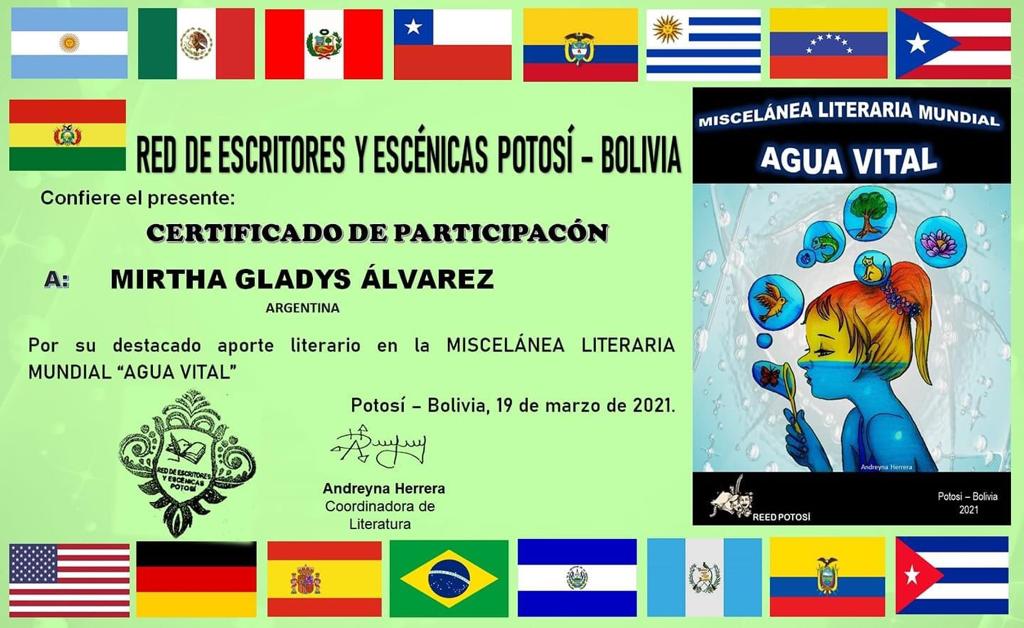 RED DE ESCRITORES Y ESCÉNICAS POTOSÍ – BOLIVIA
Confiere el presente:
CERTIFICADO DE PARTICIPACÓN
A: MIRTHA GLADYS ÁLVAREZ
ARGENTINA
Por su destacado aporte literario en la MISCELÁNEA LITERARIA
MUNDIAL “AGUA VITAL”
Potosí – Bolivia, 19 de marzo de 2021.
RED DE ESCRITORES
Y ESCÉNICAS
POTOSÍ
Andreyna Herrera
Coordinadora de
Literatura
MISCELÁNEA LITERARIA MUNDIAL
AGUA VITAL
Andreyna Herrera
REED POTOSÍ
Potosi – Bolivia
2021